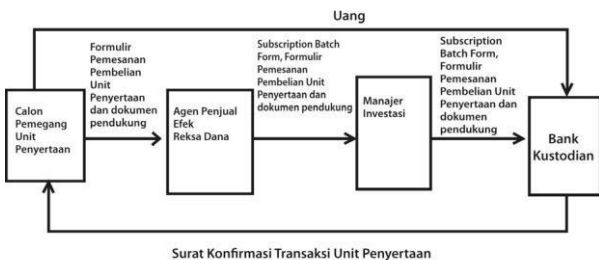 Uang
Formulir
Pemesanan
Pembelian
Unit
Penyertaan
dan dokumen
pendukung
Subscription Batch
Form, Formulir
Pemesanan
Pembelian Unit
Penyertaan dan
dokumen pendukung
Subscription
Batch Form,
Formulir
Pemesanan
Pembelian Unit
Penyertaan dan
dokumen
pendukung
Calon
Pemegang
Unit
Penyertaan
Agen Penjual
Efek
Reksa Dana
Manajer
Investasi
Bank
Kustodian
Surat Konfirmasi Transaksi Unit Penyertaan